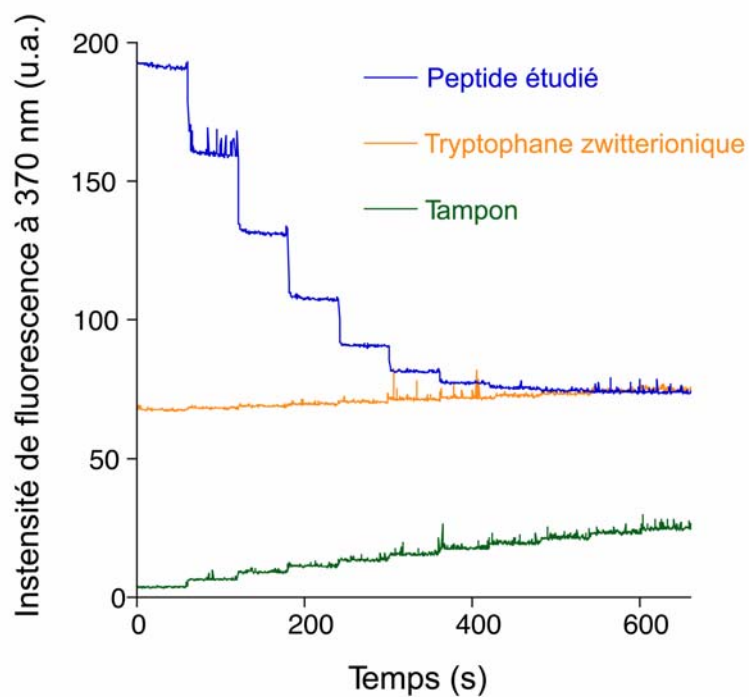 Instensité de fluorescence à 370 nm (u.a.)
200
150
100
50
0
Peptide étudié
Tryptophane zwitterionique
Tampon
0 200 400 600
Temps (s)